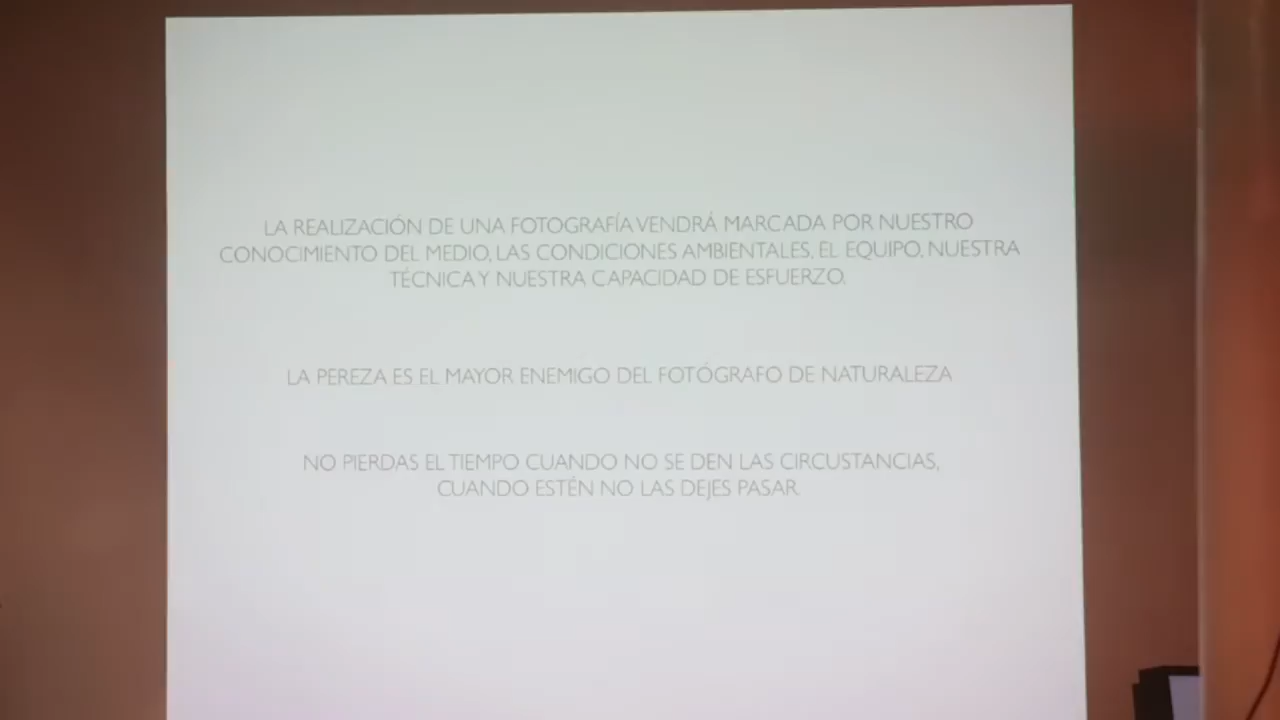 LA REALIZACIÓN DE UNA FOTOGRAFÍA VENDRÁ MARCADA POR NUESTRO
CONOCIMIENTO DEL MEDIO, LAS CONDICIONES AMBIENTALES, EL EQUIPO, NUESTRA
TÉCNICA Y NUESTRA CAPACIDAD DE ESFUERZO.
LA PEREZA ES EL MAYOR ENEMIGO DEL FOTÓGRAFO DE NATURALEZA
NO PIERDAS EL TIEMPO CUANDO NO SE DEN LAS CIRCUSTANCIAS,
CUANDO ESTÉN NO LAS DEJES PASAR.